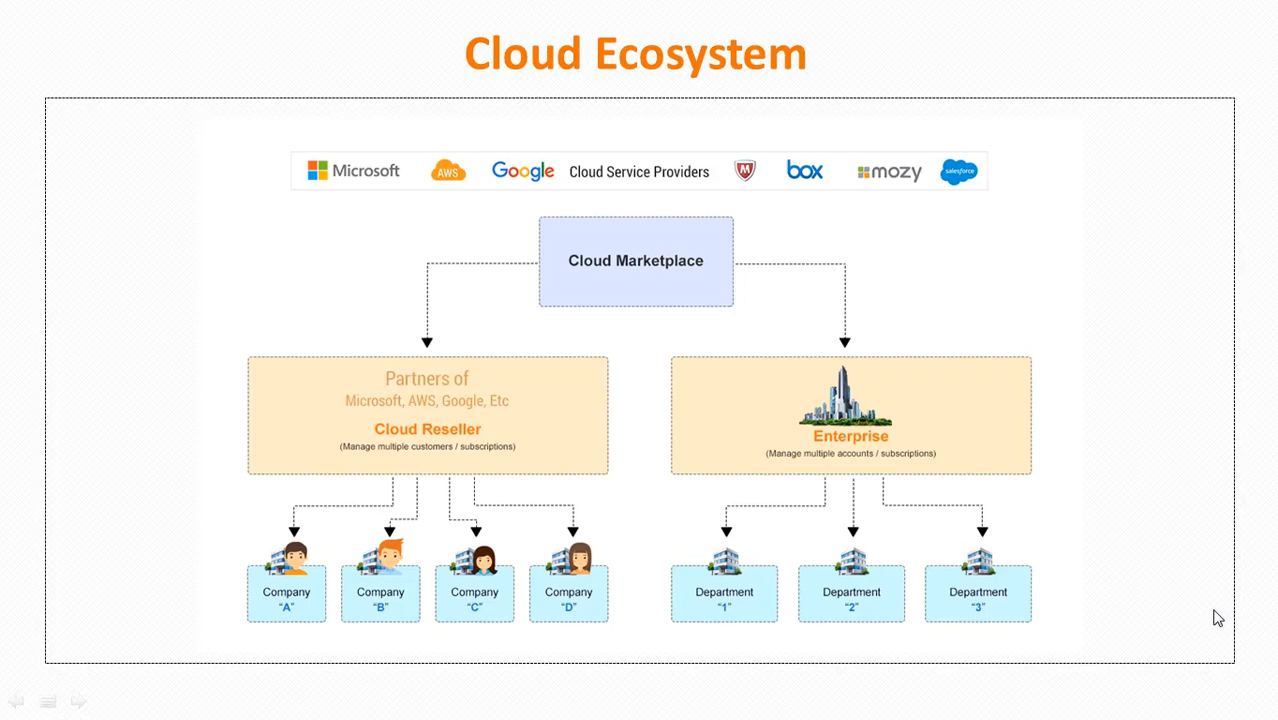 Cloud Ecosystem
Microsoft AWS Google Cloud Service Providers M box mozy salesforce
Cloud Marketplace
Partners of
Microsoft, AWS, Google, Etc
Cloud Reseller
(Manage multiple customers / subscriptions)
Enterprise
(Manage multiple accounts / subscriptions)
Company
“A”
Company
“B”
Company
“C”
Company
“D”
Department
“1”
Department
“2”
Department
“3”